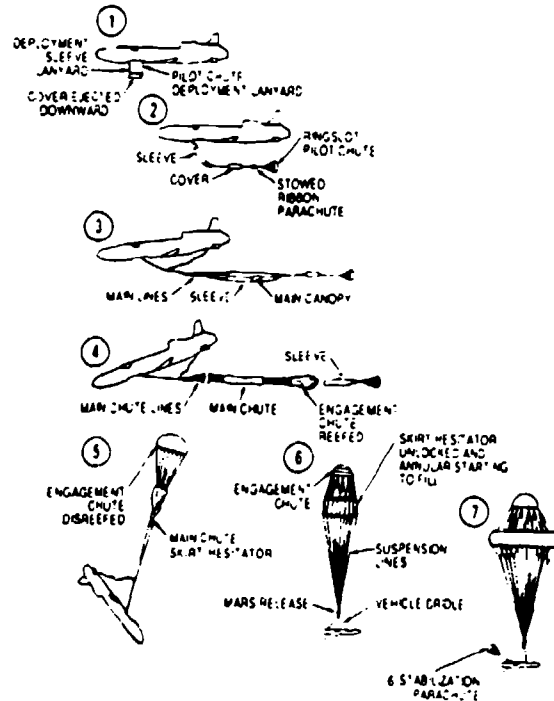 1
DEPLOYMENT
SLEEVE
LANYARD
PILOT CHUTE
DEPLOYMENT LANYARD
COVER EJECTED
DOWNWARD
2
SLEEVE
COVER
RINGSLOT
PILOT CHUTE
STOWED
RIBBON
PARACHUTE
3
MAIN LINES
SLEEVE
MAIN CANOPY
4
SLEEVE
MAIN CHUTE LINES
MAIN CHUTE
ENGAGEMENT
CHUTE
REEFED
5
ENGAGEMENT
CHUTE
DISREEFED
MAIN CHUTE
SKIRT HESITATOR
6
ENGAGEMENT
CHUTE
SKIRT HESITATOR
UNLOCKED AND
ANNULAR STARTING
TO FILL
SUSPENSION
LINES
MARS RELEASE
VEHICLE BRIDLE
7
6 STABILIZATION
PARACHUTE